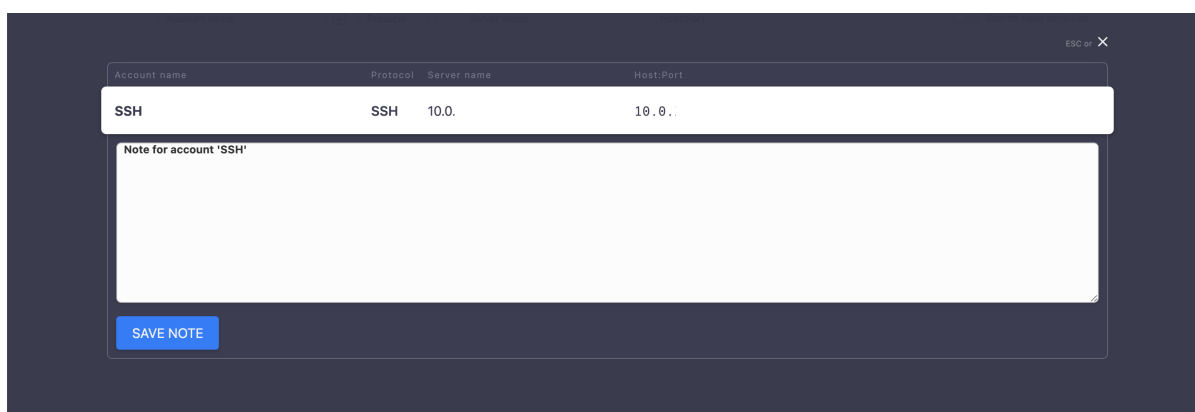 ESC or
Account name Protocol Server name Host:Port
SSH SSH 10.0. 10.0.
Note for account 'SSH'
SAVE NOTE